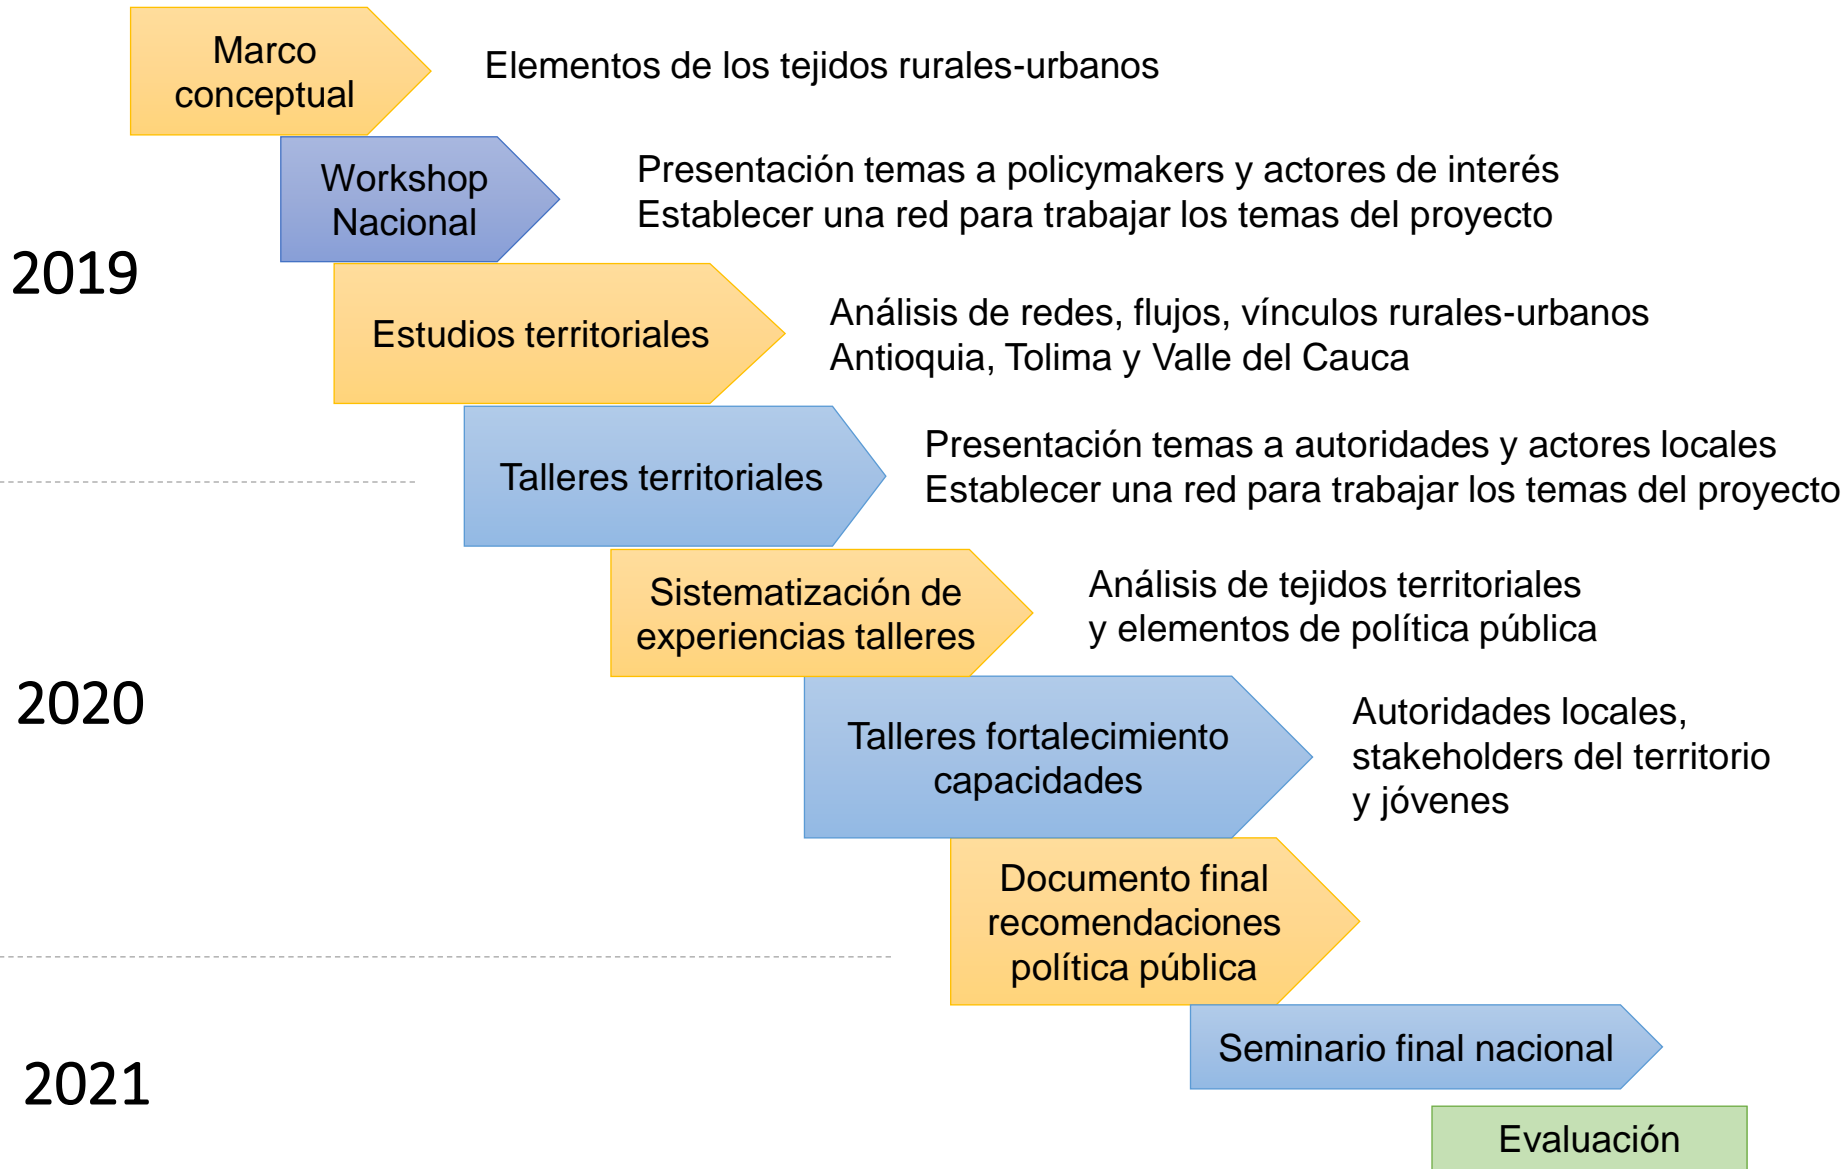 Marco
conceptual
Elementos de los tejidos rurales-urbanos
Workshop
Nacional
Presentación temas a policymakers y actores de interés
Establecer una red para trabajar los temas del proyecto
2019
Estudios territoriales
Análisis de redes, flujos, vínculos rurales-urbanos
Antioquia, Tolima y Valle del Cauca
Talleres territoriales
Presentación temas a autoridades y actores locales
Establecer una red para trabajar los temas del proyecto
Sistematización de
experiencias talleres
Análisis de tejidos territoriales
y elementos de política pública
2020
Talleres fortalecimiento
capacidades
Autoridades locales,
stakeholders del territorio
y jóvenes
Documento final
recomendaciones
política pública
Seminario final nacional
2021
Evaluación